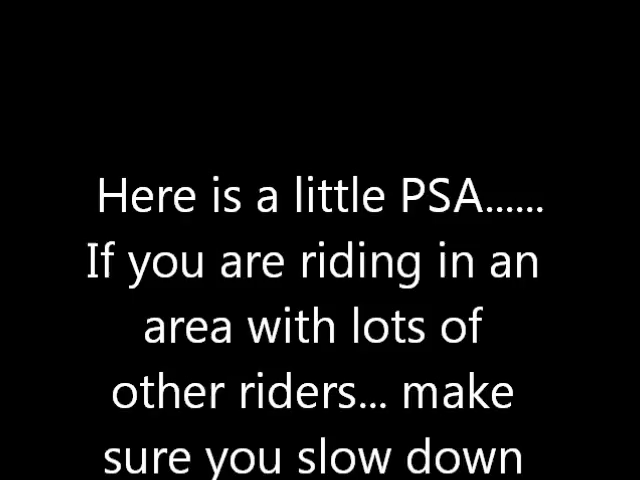 Here is a little PSA......
If you are riding in an
area with lots of
other riders... make
sure you slow down